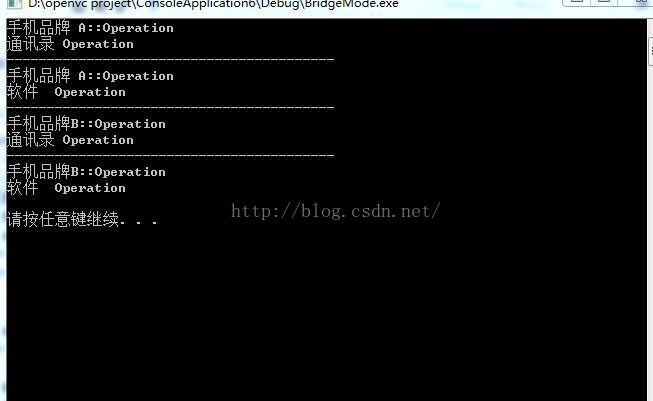 D:\openvc project\ConsoleApplication6\Debug\BridgeMode.exe
手机品牌 A::Operation
通讯录 Operation
-----------------------------------------
手机品牌 A::Operation
软件  Operation
-----------------------------------------
手机品牌B::Operation
通讯录 Operation
-----------------------------------------
手机品牌B::Operation
软件  Operation
http://blog.csdn.net/
请按任意键继续. . .